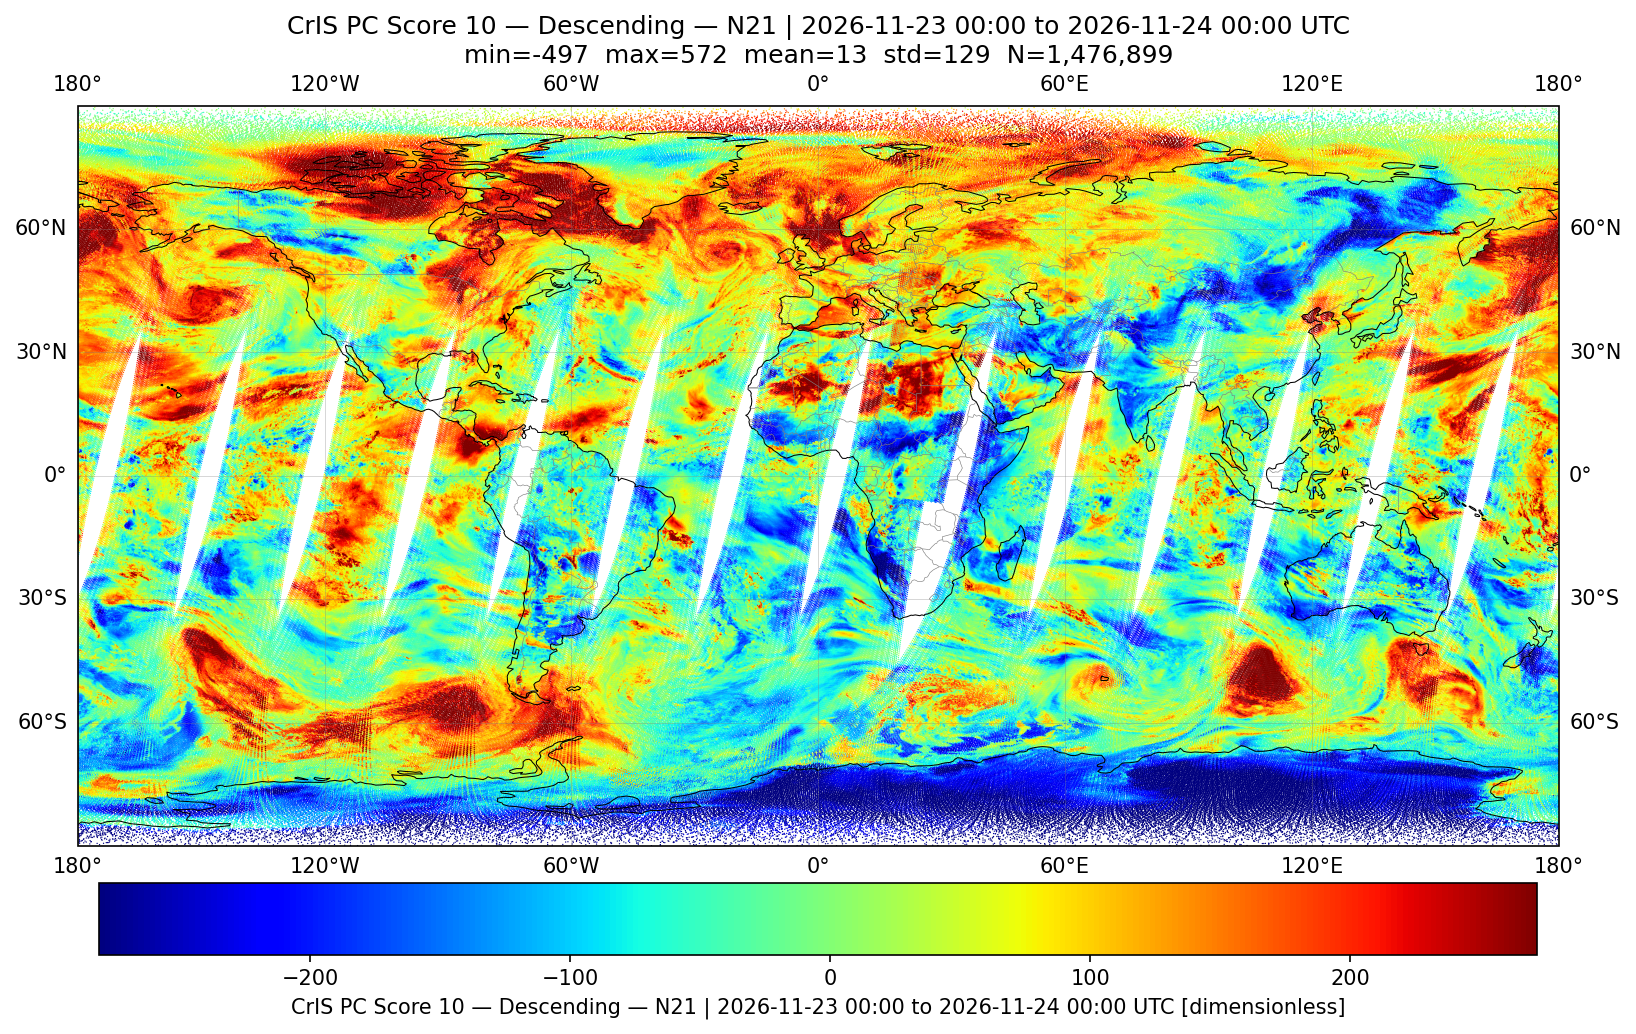 CrIS PC Score 10 — Descending — N21 | 2026-11-23 00:00 to 2026-11-24 00:00 UTC
min=-497 max=572 mean=13 std=129 N=1,476,899
180° 120°W 60°W 0° 60°E 120°E 180°
60°N 60°N
30°N 30°N
0° 0°
30°S 30°S
60°S 60°S
180° 120°W 60°W 0° 60°E 120°E 180°
−200 −100 0 100 200
CrIS PC Score 10 — Descending — N21 | 2026-11-23 00:00 to 2026-11-24 00:00 UTC [dimensionless]